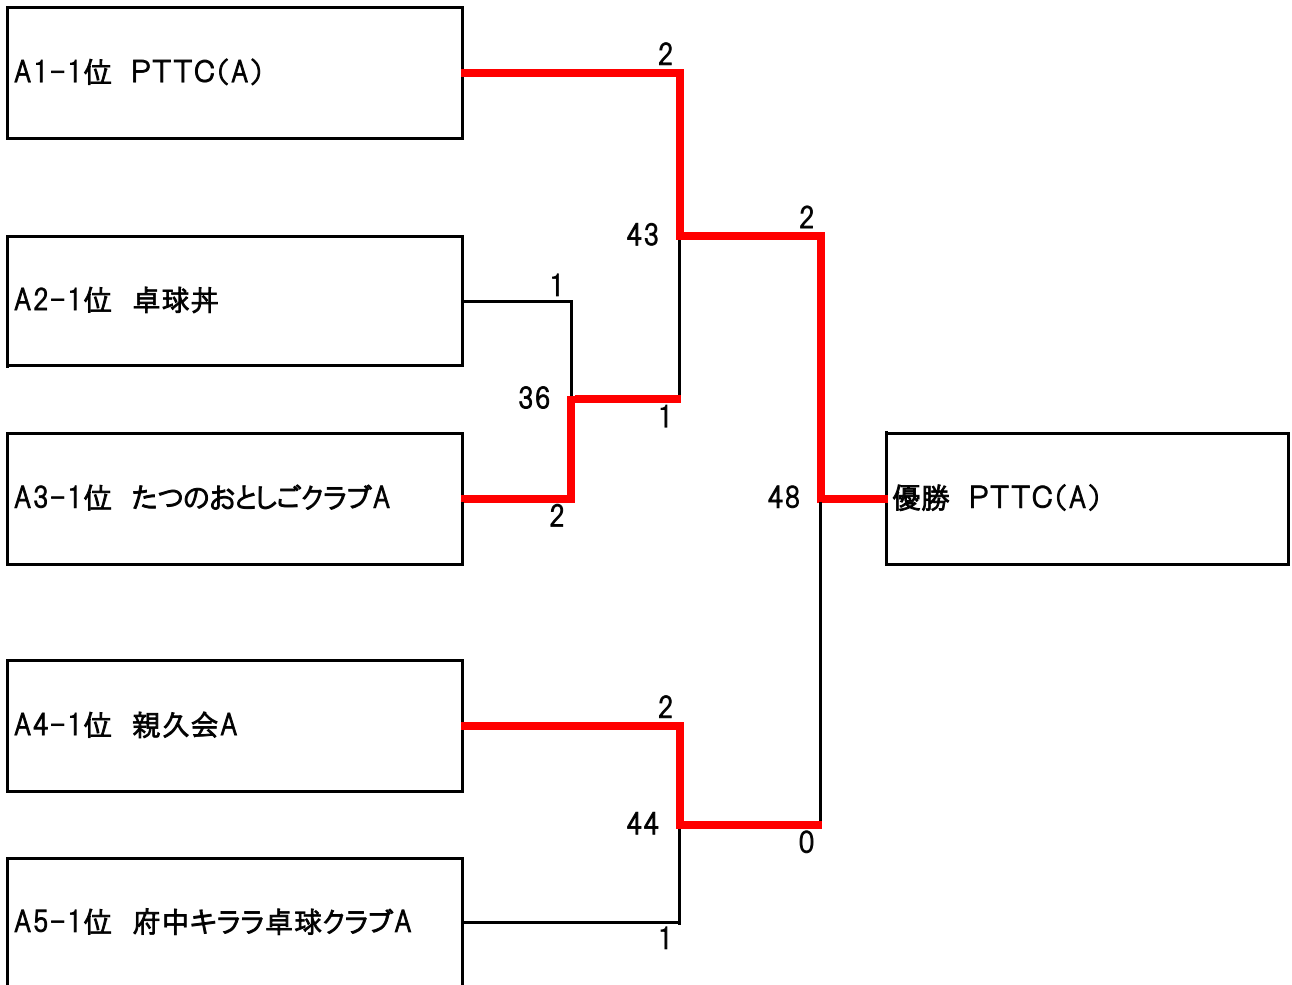 A1-1位　PTTC(A)
2
2
43
A2-1位　卓球丼
1
36
1
A3-1位　たつのおとしごクラブA
2
48
優勝　PTTC(A)
A4-1位　親久会A
2
44
0
A5-1位　府中キララ卓球クラブA
1